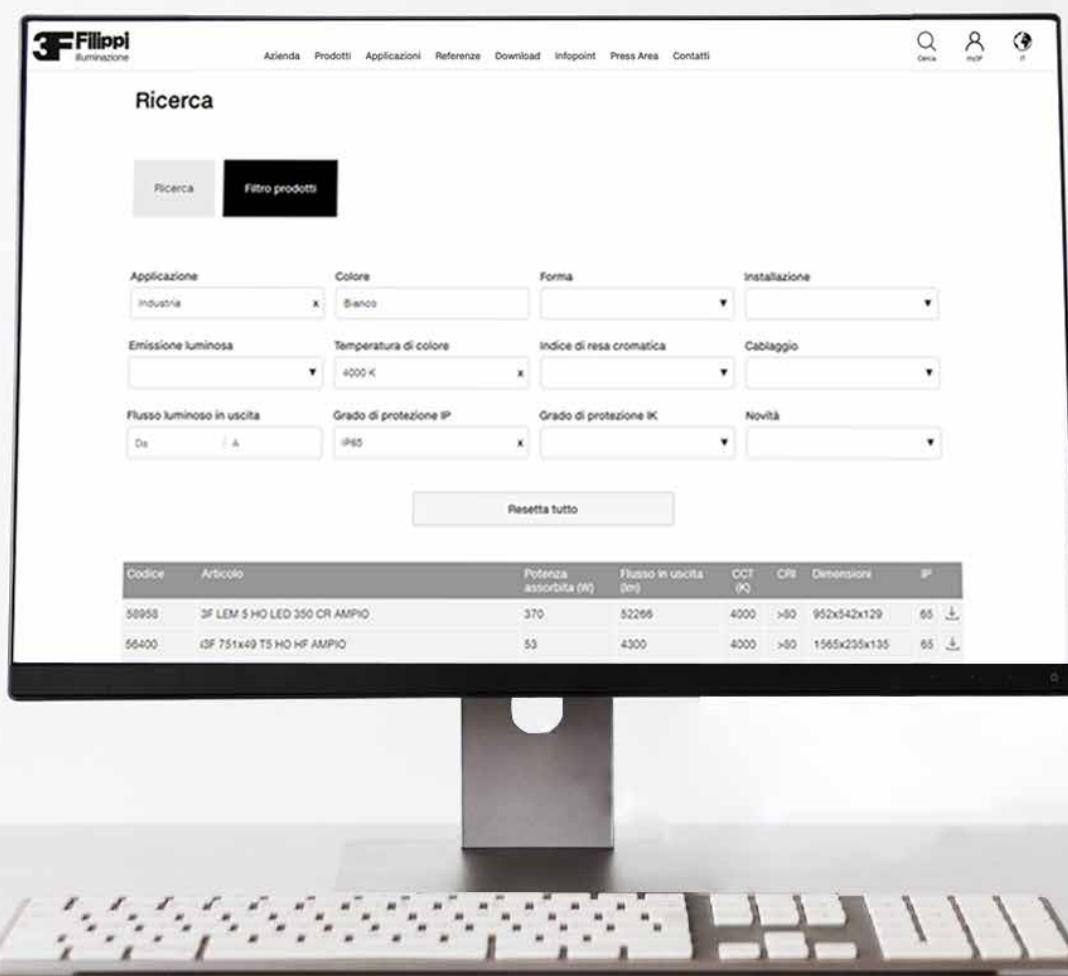 3F Filippi
illuminazione
Azienda Prodotti Applicazioni Referenze Download Infopoint Press Area Contatti
Cerca my3F IT
Ricerca
Ricerca Filtro prodotti
Applicazione Colore Forma Installazione
Industria x Bianco
Emissione luminosa Temperatura di colore Indice di resa cromatica Cablaggio
4000 K x
Flusso luminoso in uscita Grado di protezione IP Grado di protezione IK Novità
Da A IP65 x
Resetta tutto
Codice Articolo Potenza assorbita (W) Flusso in uscita (lm) CCT (K) CRI Dimensioni IP
58958 3F LEM 5 HO LED 350 CR AMPIO 370 52266 4000 >80 952x542x129 65
56400 i3F 751x49 T5 HO HF AMPIO 53 4300 4000 >80 1565x235x135 65